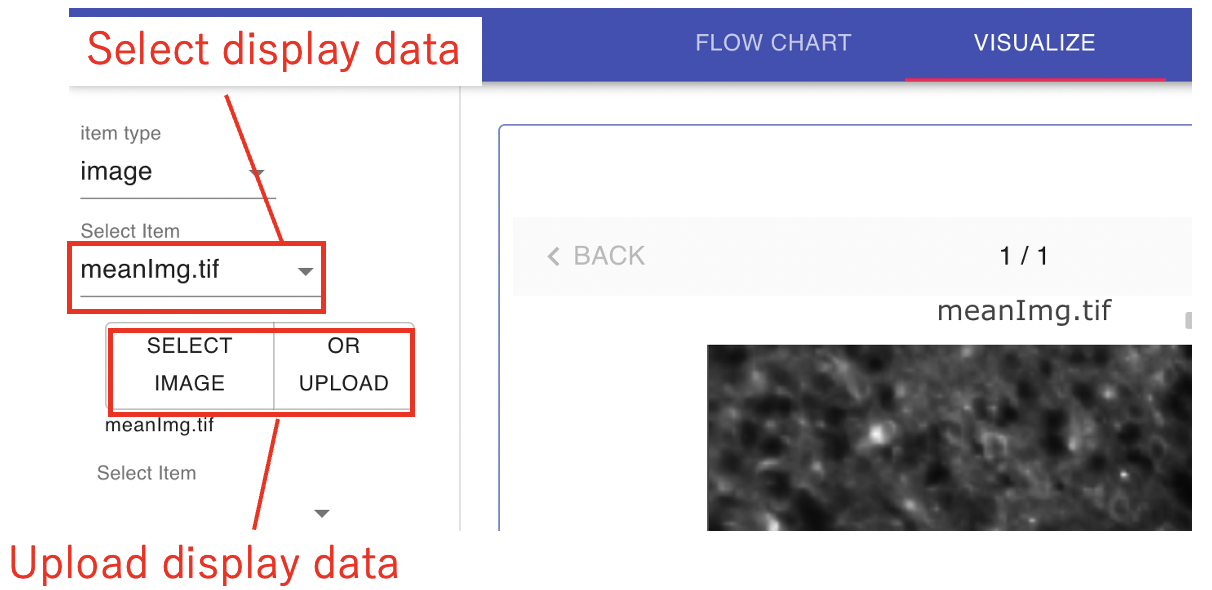 Select display data
FLOW CHART
VISUALIZE
item type
image
Select Item
meanImg.tif
SELECT IMAGE
OR UPLOAD
meanImg.tif
Select Item
Upload display data
BACK
1 / 1
meanImg.tif